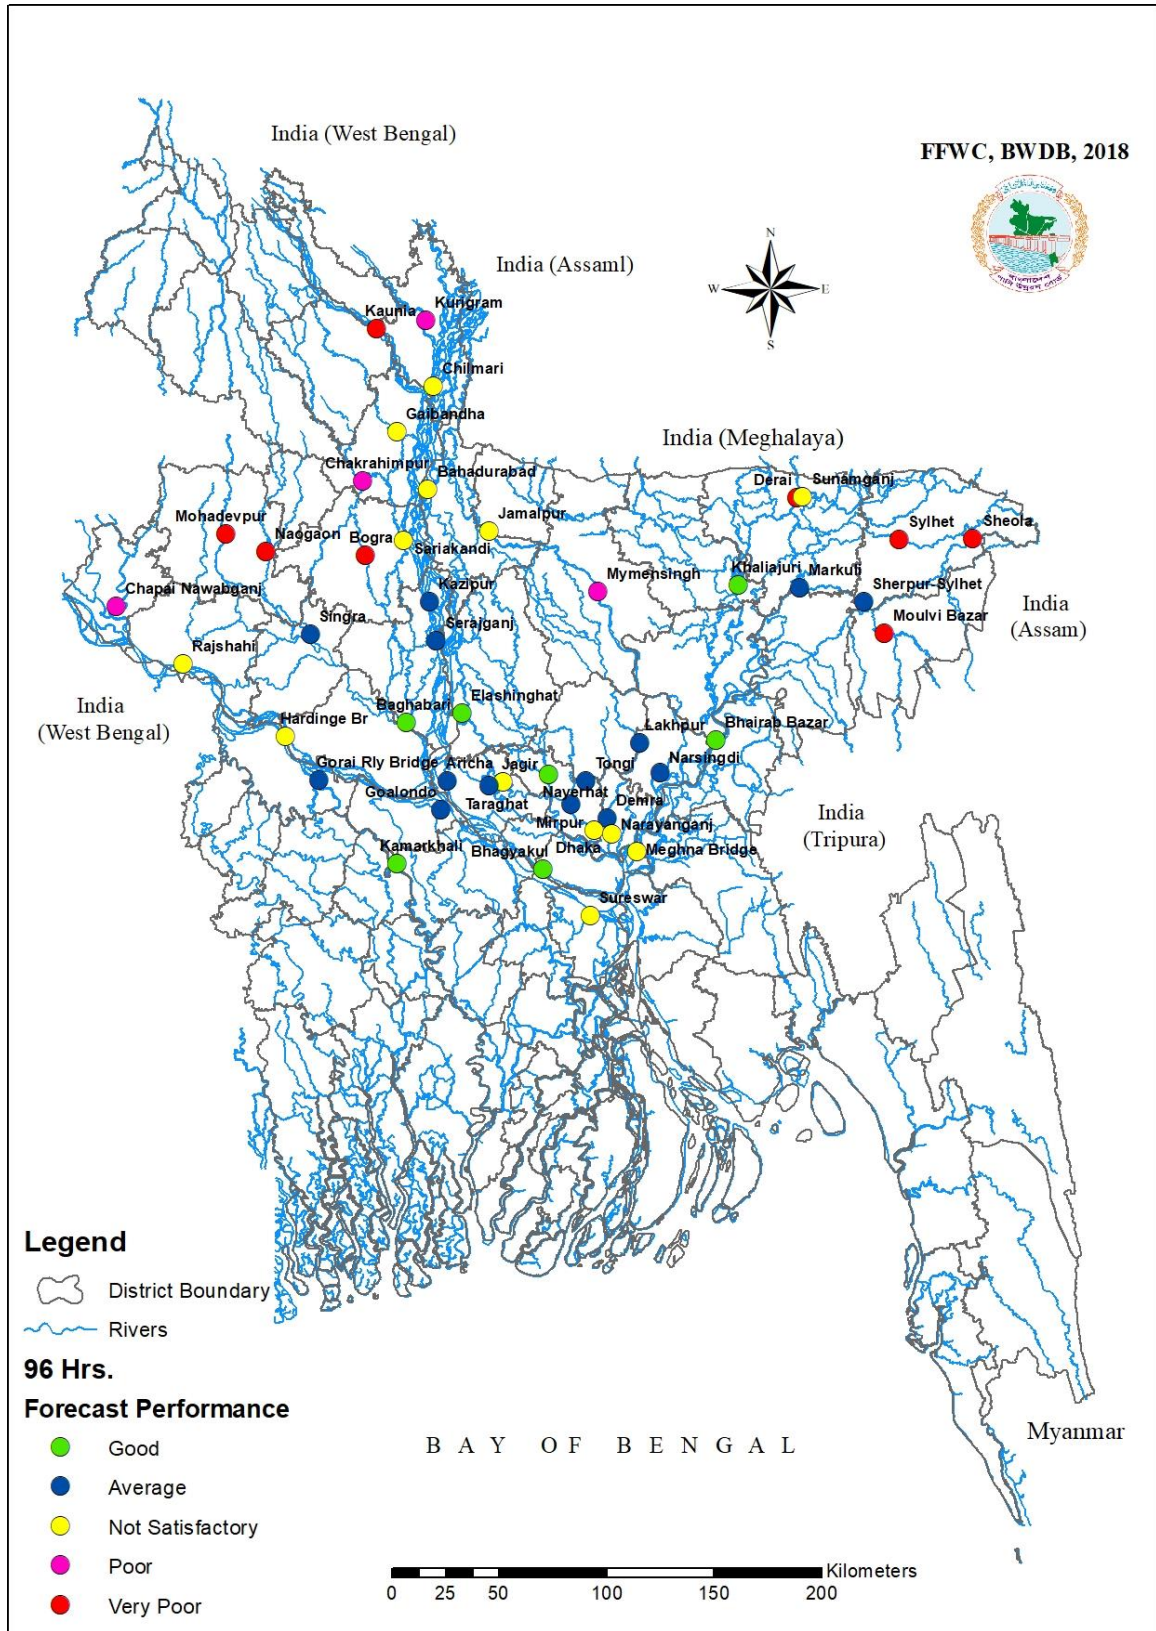 India (West Bengal)
FFWC, BWDB, 2018
N
W
E
S
India (Assaml)
Kaunia
Kurigram
Chilmari
Gaibandha
India (Meghalaya)
Chakrahimpur
Bahadurabad
Derai
Sunamganj
Mohadevpur
Naogaon
Bogra
Sariakandi
Jamalpur
Sylhet
Sheola
Chapai Nawabganj
Kazipur
Mymensingh
Khaliajuri
Markuli
Sherpur-Sylhet
India
(Assam)
Singra
Serajganj
Moulvi Bazar
Rajshahi
India
(West Bengal)
Hardinge Br
Baghabari
Elashinghat
Lakhpur
Bhairab Bazar
Gorai Rly Bridge
Aricha
Jagir
Tongi
Narsingdi
Goalondo
Taraghat
Nayerhat
Demra
India
(Tripura)
Mirpur
Narayanganj
Kamarkhali
Bhagyakul
Dhaka
Meghna Bridge
Sureswar
Legend
District Boundary
Rivers
96 Hrs.
Forecast Performance
Good
Average
Not Satisfactory
Poor
Very Poor
BAY OF BENGAL
Myanmar
Kilometers
0 25 50 100 150 200